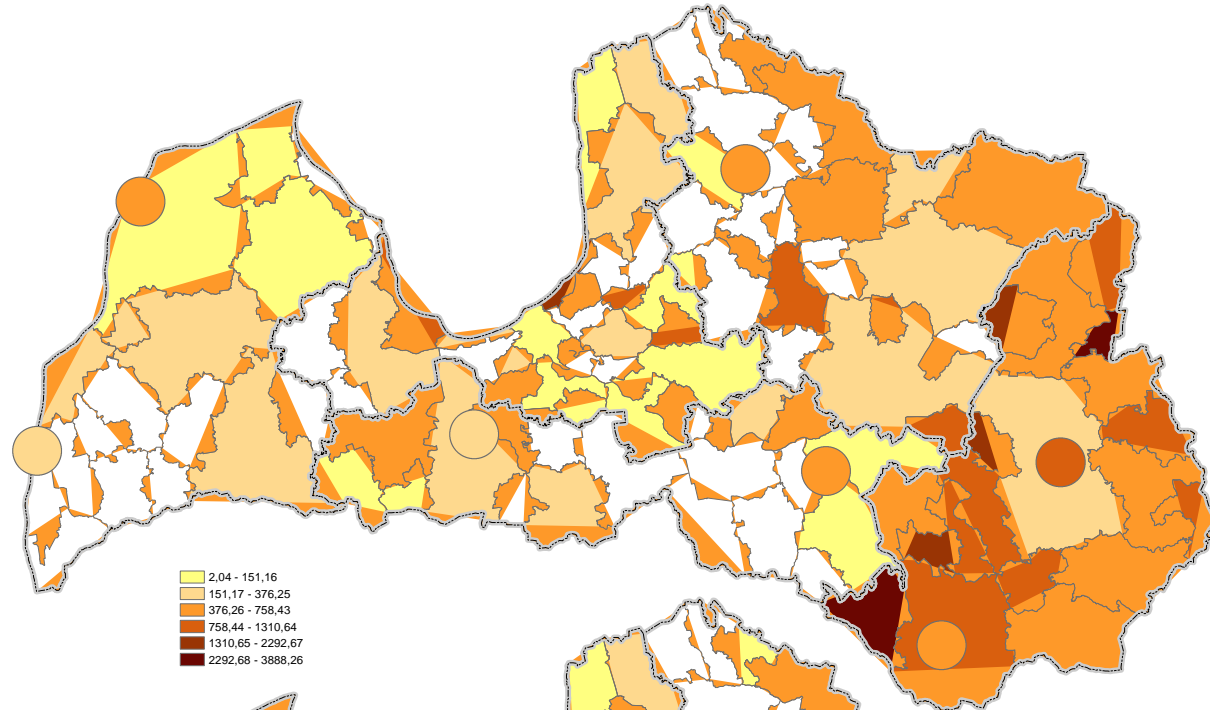 2,04 - 151,16
151,17 - 376,25
376,26 - 758,43
758,44 - 1310,64
1310,65 - 2292,67
2292,68 - 3888,26